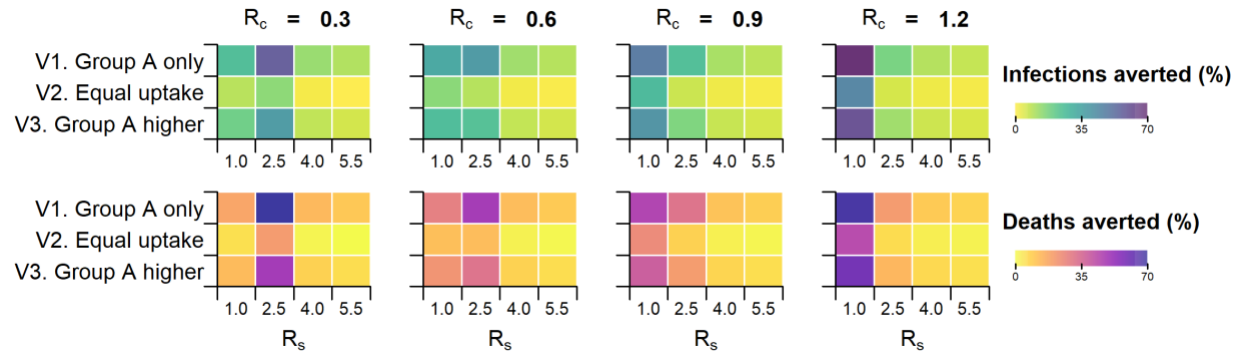 Rc = 0.3
Rc = 0.6
Rc = 0.9
Rc = 1.2
V1. Group A only
V2. Equal uptake
V3. Group A higher
1.0 2.5 4.0 5.5
1.0 2.5 4.0 5.5
1.0 2.5 4.0 5.5
1.0 2.5 4.0 5.5
Infections averted (%)
0 35 70
V1. Group A only
V2. Equal uptake
V3. Group A higher
1.0 2.5 4.0 5.5
1.0 2.5 4.0 5.5
1.0 2.5 4.0 5.5
1.0 2.5 4.0 5.5
Rs
Rs
Rs
Rs
Deaths averted (%)
0 35 70